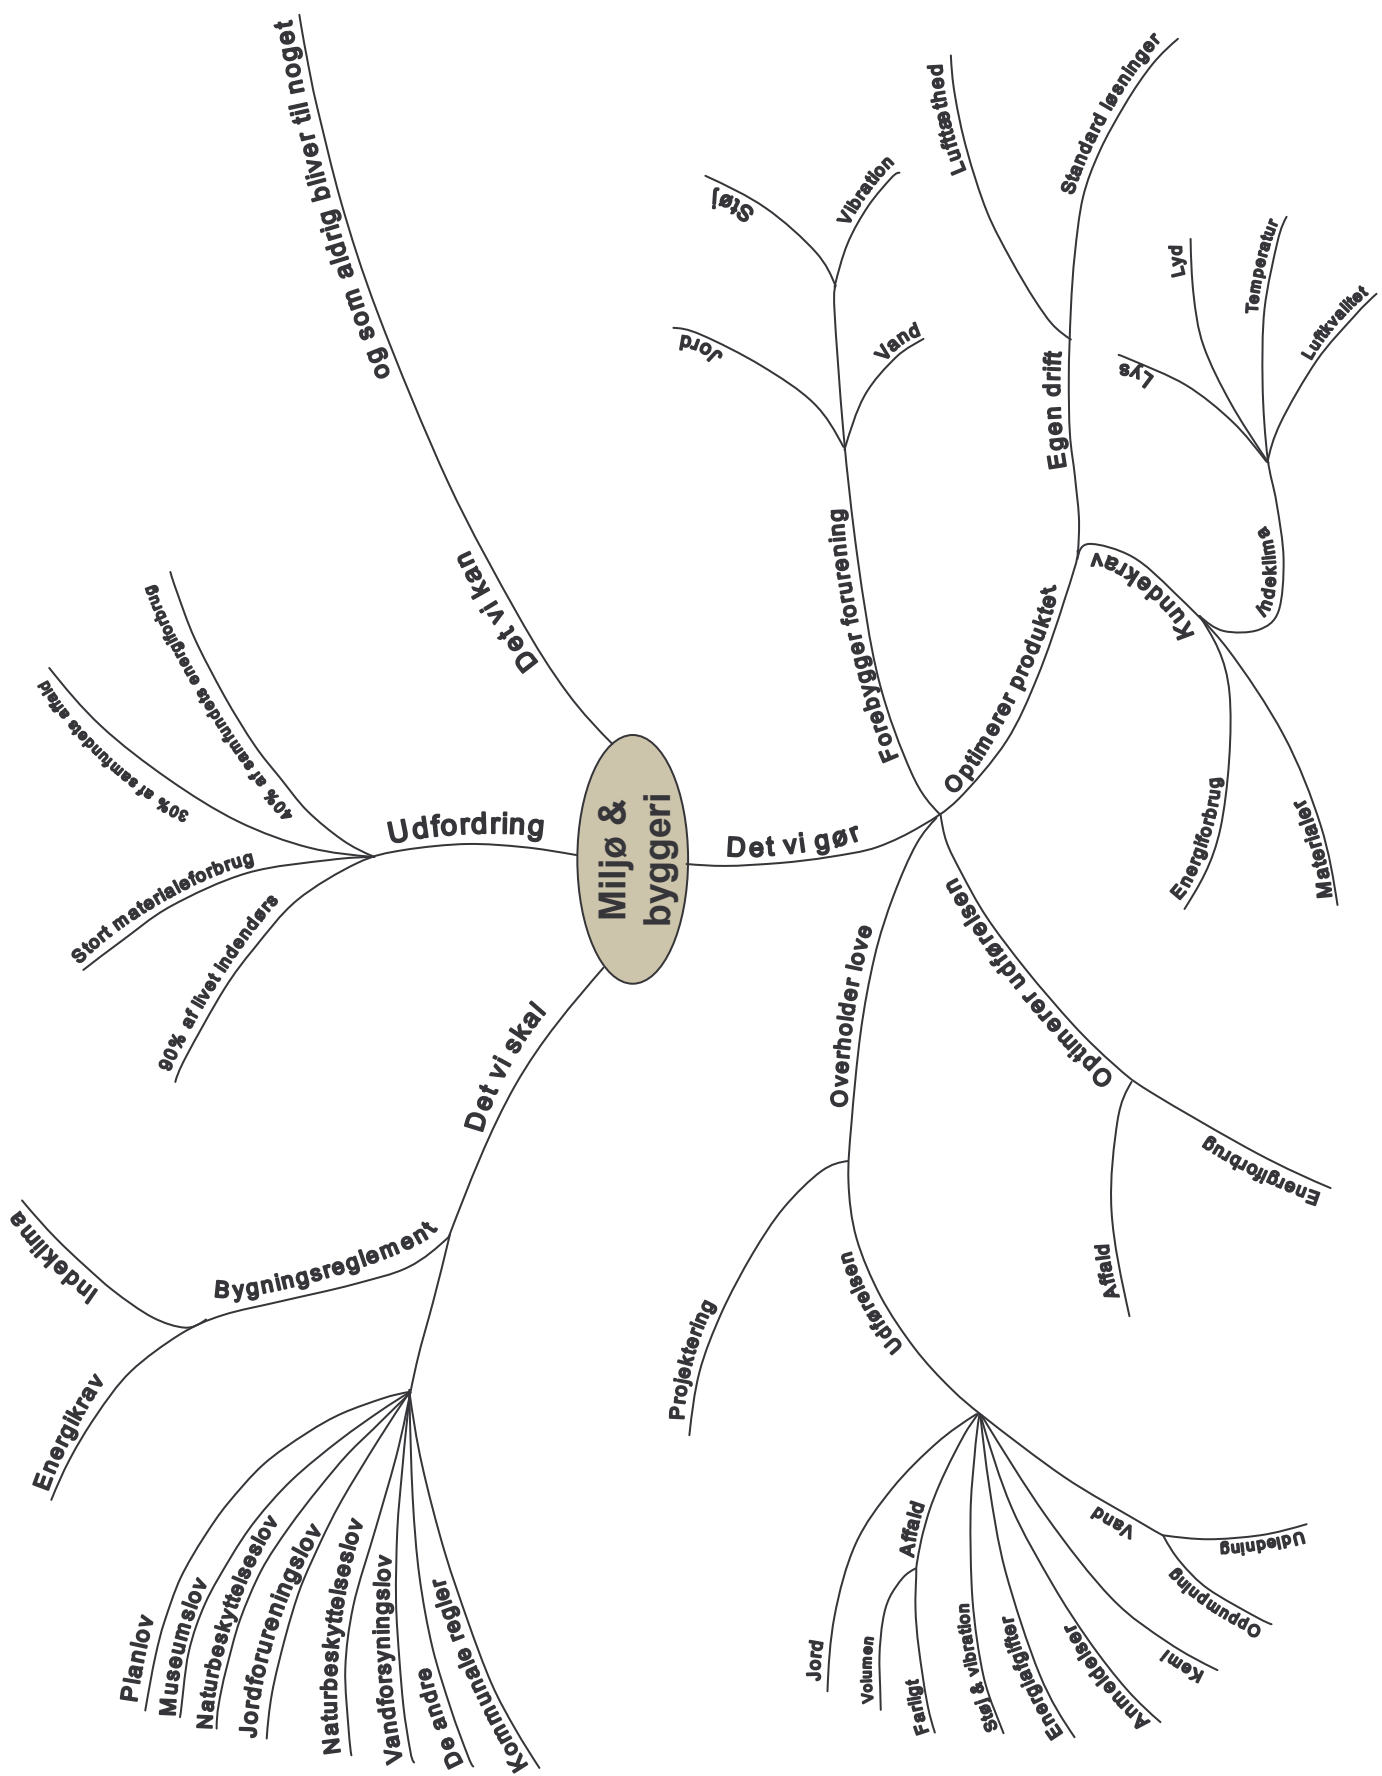 Miljø &
byggeri
Det vi kan
og som aldrig bliver til noget
Udfordring
40% af samfundets energiforbrug
30% af samfundets affald
Stort materialeforbrug
90% af livet indendørs
Det vi skal
Bygningsreglement
Indeklima
Energikrav
Planlov
Museumslov
Naturbeskyttelseslov
Jordforureningslov
Naturbeskyttelseslov
Vandforsyningslov
De andre
Kommunale regler
Det vi gør
Forebygger forurening
Jord
Støj
Vibration
Vand
Optimerer produktet
Egen drift
Lufttæthed
Standard løsninger
Kundekrav
Indeklima
Lys
Lyd
Temperatur
Luftkvalitet
Energiforbrug
Materialer
Optimerer udførelsen
Affald
Energiforbrug
Overholder love
Projektering
Udførelsen
Jord
Affald
Volumen
Farligt
Støj & vibration
Energiafgifter
Anmeldelser
Kemi
Vand
Oppumpning
Udledning